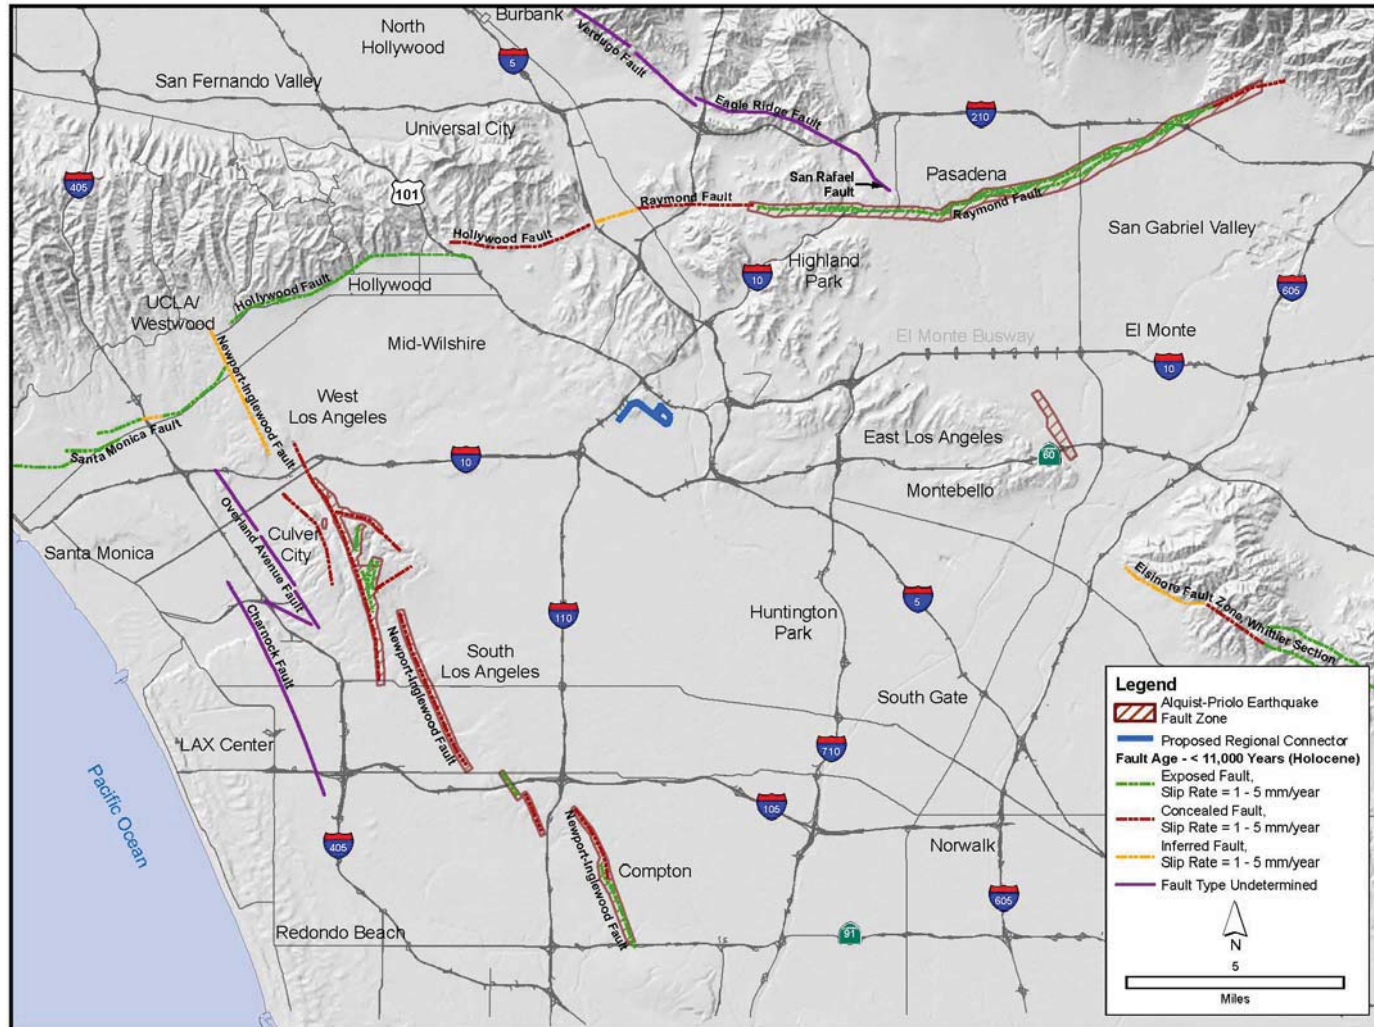 Burbank
North
Hollywood
Verdugo Fault
5
San Fernando Valley
Eagle Ridge Fault
210
Universal City
405
101
San Rafael
Fault
Pasadena
Raymond Fault
Raymond Fault
Hollywood Fault
San Gabriel Valley
Highland
Park
10
Hollywood Fault
Hollywood
605
UCLA/
Westwood
Mid-Wilshire
El Monte Busway
El Monte
10
Newport-Inglewood Fault
West
Los Angeles
Santa Monica Fault
East Los Angeles
60
10
Montebello
Overland Avenue Fault
Culver
City
Santa Monica
Elsinore Fault Zone, Whittier Section
110
5
Huntington
Park
Charnock Fault
Newport-Inglewood Fault
South
Los Angeles
South Gate
LAX Center
710
Pacific Ocean
105
405
Norwalk
Newport-Inglewood Fault
Compton
605
Redondo Beach
91
Legend
Alquist-Priolo Earthquake
Fault Zone
Proposed Regional Connector
Fault Age - < 11,000 Years (Holocene)
Exposed Fault,
Slip Rate = 1 - 5 mm/year
Concealed Fault,
Slip Rate = 1 - 5 mm/year
Inferred Fault,
Slip Rate = 1 - 5 mm/year
Fault Type Undetermined
N
5
Miles